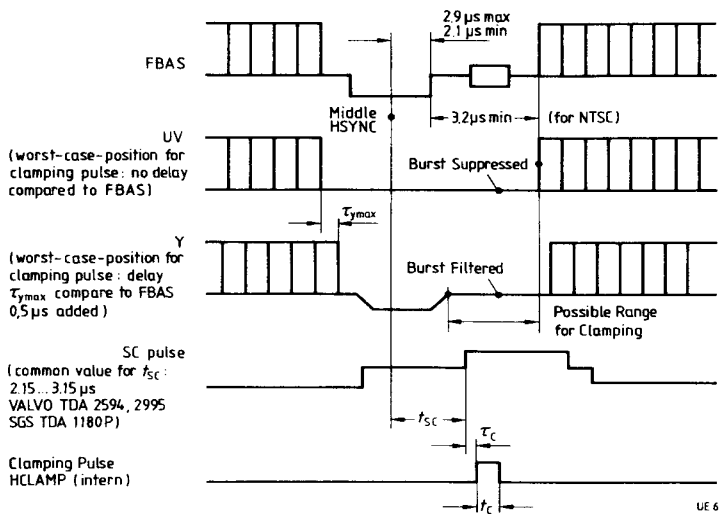 2.9 µs max
2.1 µs min
FBAS
Middle
HSYNC
3.2µs min
(for NTSC)
UV
(worst-case-position for
clamping pulse: no delay
compared to FBAS)
Burst Suppressed
τymax
Y
(worst-case-position for
clamping pulse: delay
τymax compare to FBAS
0,5µs added)
Burst Filtered
Possible Range
for Clamping
SC pulse
(common value for tSC:
2.15...3.15 µs
VALVO TDA 2594, 2995
SGS TDA 1180P)
tSC
τC
Clamping Pulse
HCLAMP (intern)
tC
UE 6